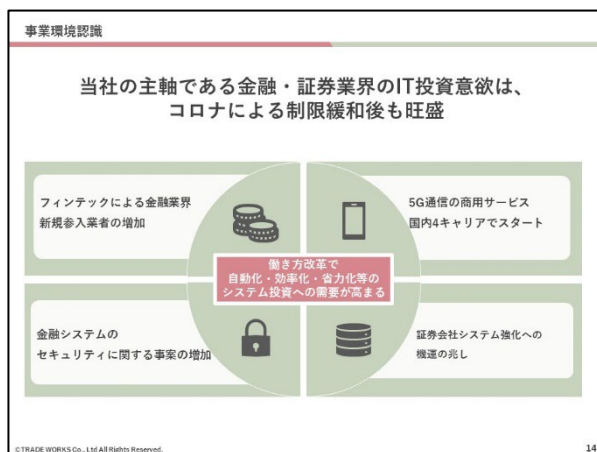 事業環境認識
当社の主軸である金融・証券業界のIT投資意欲は、
コロナによる制限緩和後も旺盛
フィンテックによる金融業界
新規参入業者の増加
5G通信の商用サービス
国内4キャリアでスタート
働き方改革で
自動化・効率化・省力化等の
システム投資への需要が高まる
金融システムの
セキュリティに関する事案の増加
証券会社システム強化への
機運の兆し
©TRADE WORKS Co., Ltd All Rights Reserved.
14